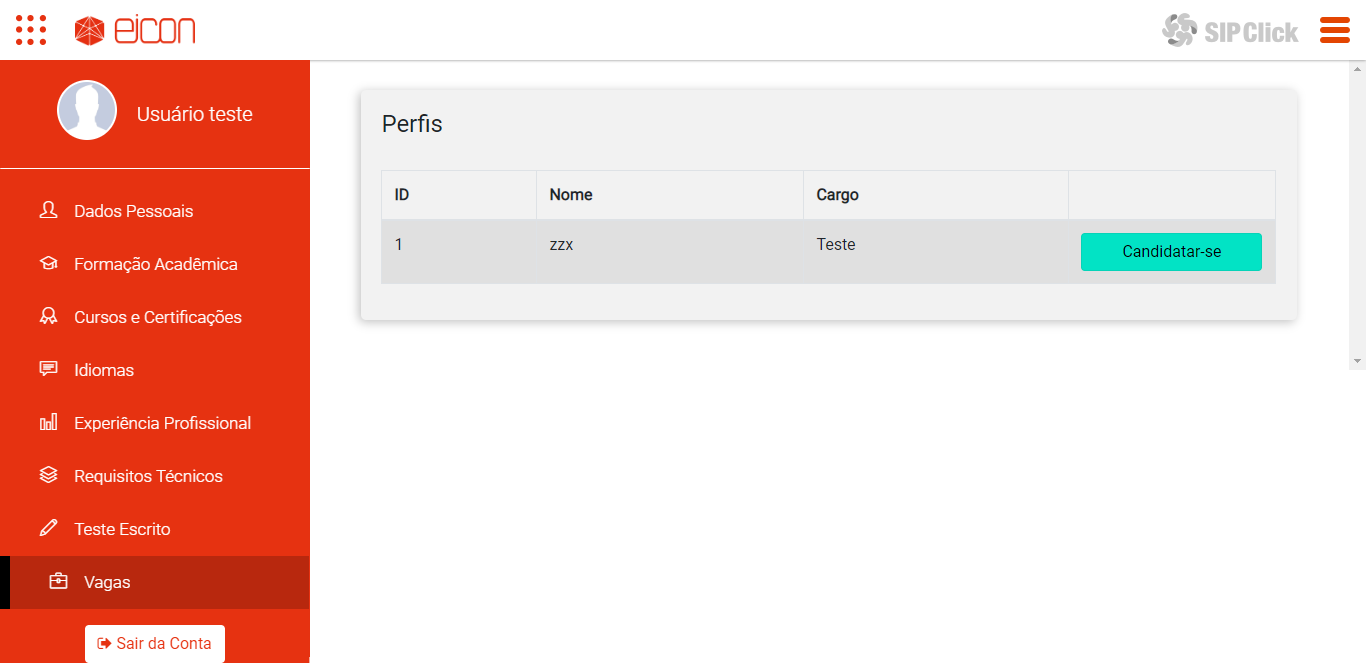 eicon
SIP Click
Usuário teste
Dados Pessoais
Formação Acadêmica
Cursos e Certificações
Idiomas
Experiência Profissional
Requisitos Técnicos
Teste Escrito
Vagas
Sair da Conta
Perfis
ID Nome Cargo
1 zzx Teste Candidatar-se